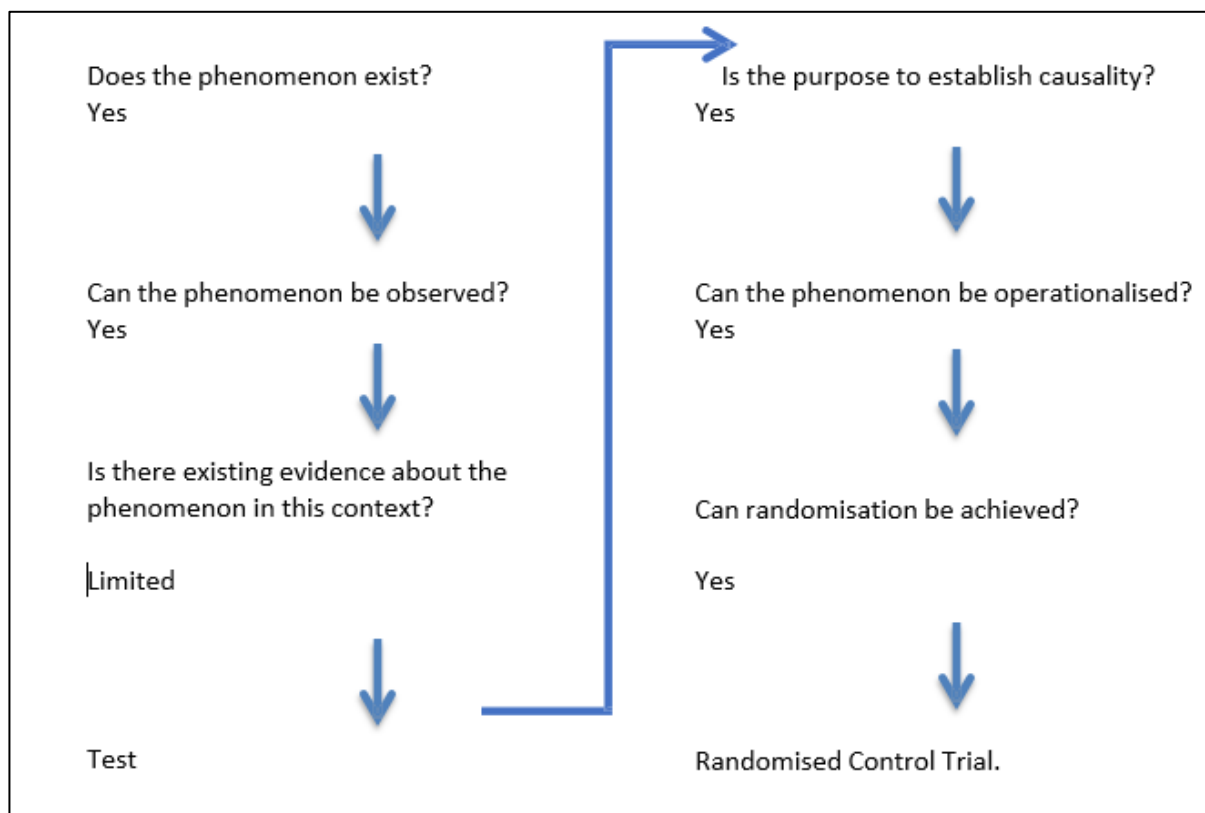 Does the phenomenon exist?
Yes
Can the phenomenon be observed?
Yes
Is there existing evidence about the
phenomenon in this context?
Limited
Test
Is the purpose to establish causality?
Yes
Can the phenomenon be operationalised?
Yes
Can randomisation be achieved?
Yes
Randomised Control Trial.